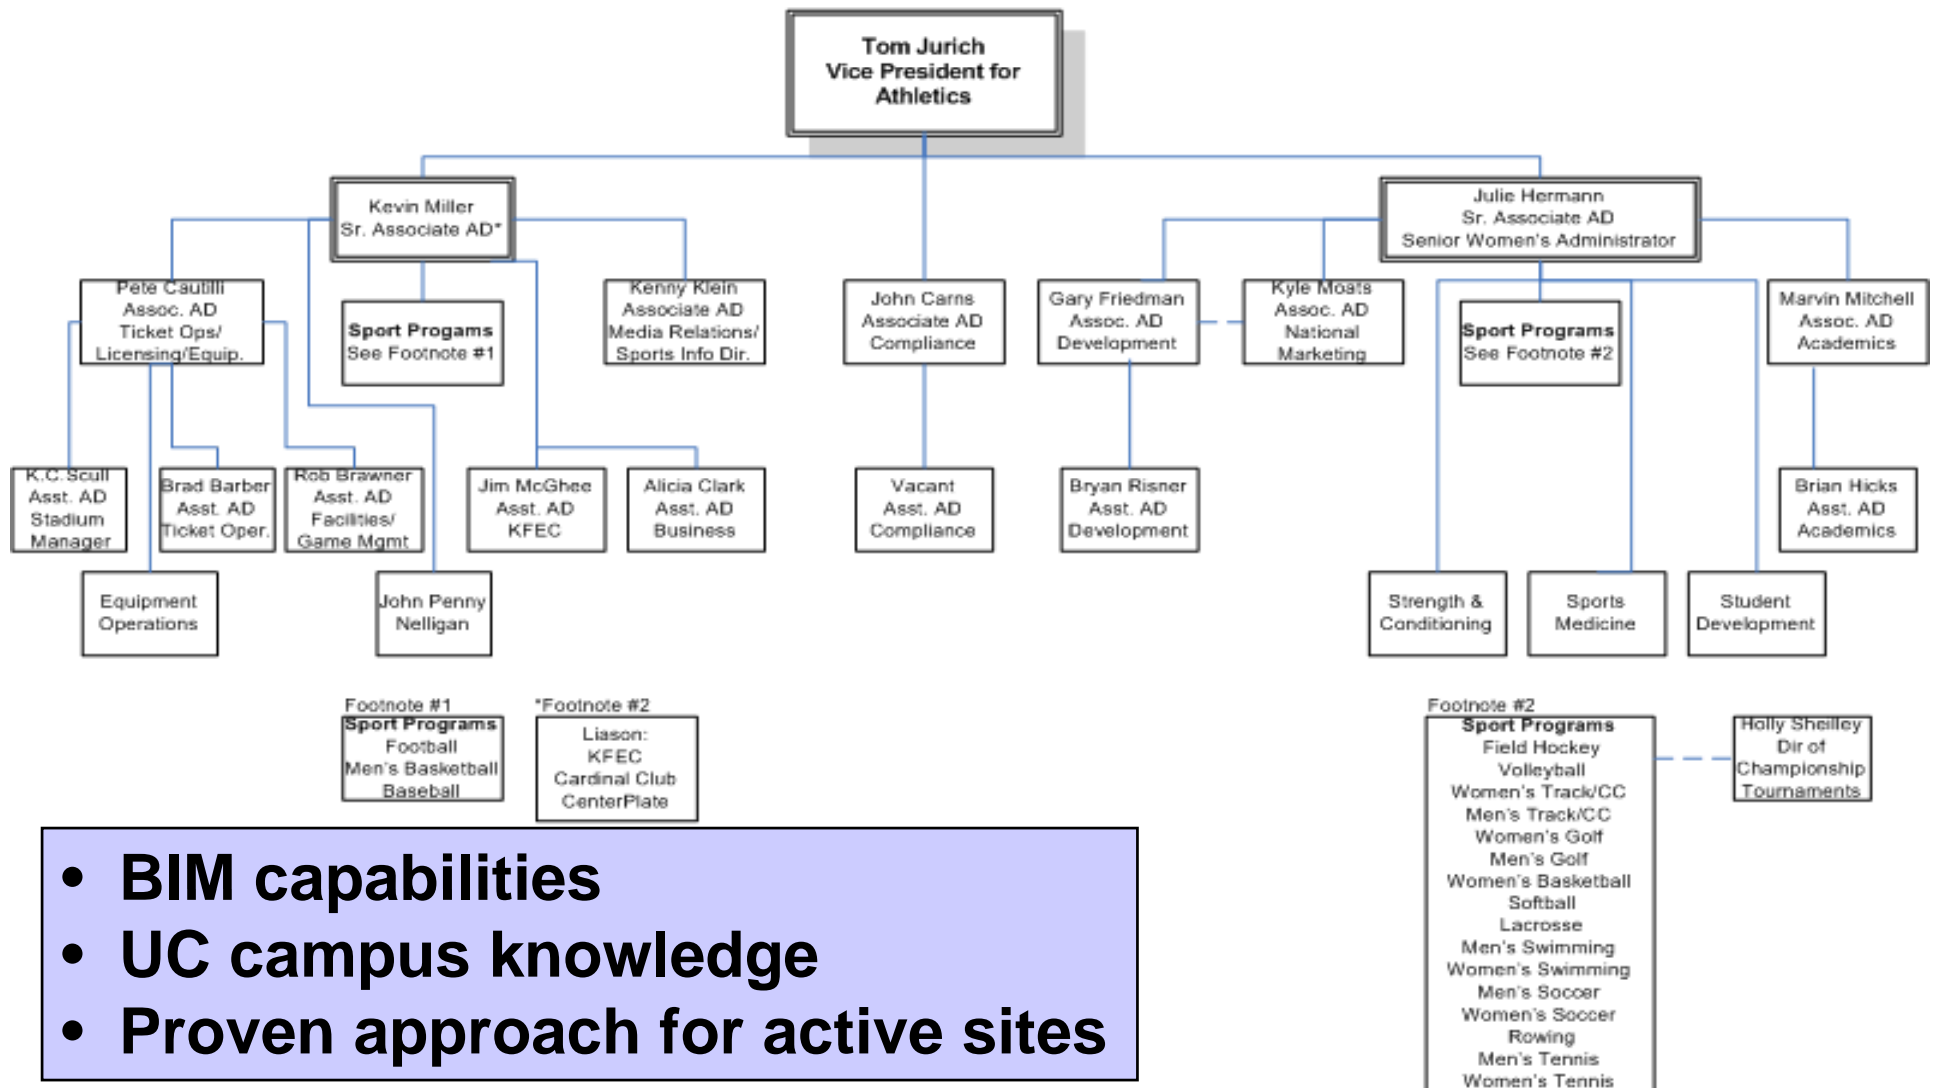 Tom Jurich
Vice President for
Athletics
Kevin Miller
Sr. Associate AD*
Julie Hermann
Sr. Associate AD
Senior Women's Administrator
Pete Cautilli
Assoc. AD
Ticket Ops/
Licensing/Equip.
Sport Progams
See Footnote #1
Kenny Klein
Associate AD
Media Relations/
Sports Info Dir.
John Carns
Associate AD
Compliance
Gary Friedman
Assoc. AD
Development
Kyle Moats
Assoc. AD
National
Marketing
Sport Programs
See Footnote #2
Marvin Mitchell
Assoc. AD
Academics
K.C.Scull
Asst. AD
Stadium
Manager
Brad Barber
Asst. AD
Ticket Oper.
Rob Brawner
Asst. AD
Facilities/
Game Mgmt
Jim McGhee
Asst. AD
KFEC
Alicia Clark
Asst. AD
Business
Vacant
Asst. AD
Compliance
Bryan Risner
Asst. AD
Development
Brian Hicks
Asst. AD
Academics
Equipment
Operations
John Penny
Nelligan
Strength &
Conditioning
Sports
Medicine
Student
Development
Footnote #1
Sport Programs
Football
Men's Basketball
Baseball
*Footnote #2
Liason:
KFEC
Cardinal Club
CenterPlate
Footnote #2
Sport Programs
Field Hockey
Volleyball
Women's Track/CC
Men's Track/CC
Women's Golf
Men's Golf
Women's Basketball
Softball
Lacrosse
Men's Swimming
Women's Swimming
Men's Soccer
Women's Soccer
Rowing
Men's Tennis
Women's Tennis
Holly Sheilley
Dir of
Championship
Tournaments
• BIM capabilities
• UC campus knowledge
• Proven approach for active sites